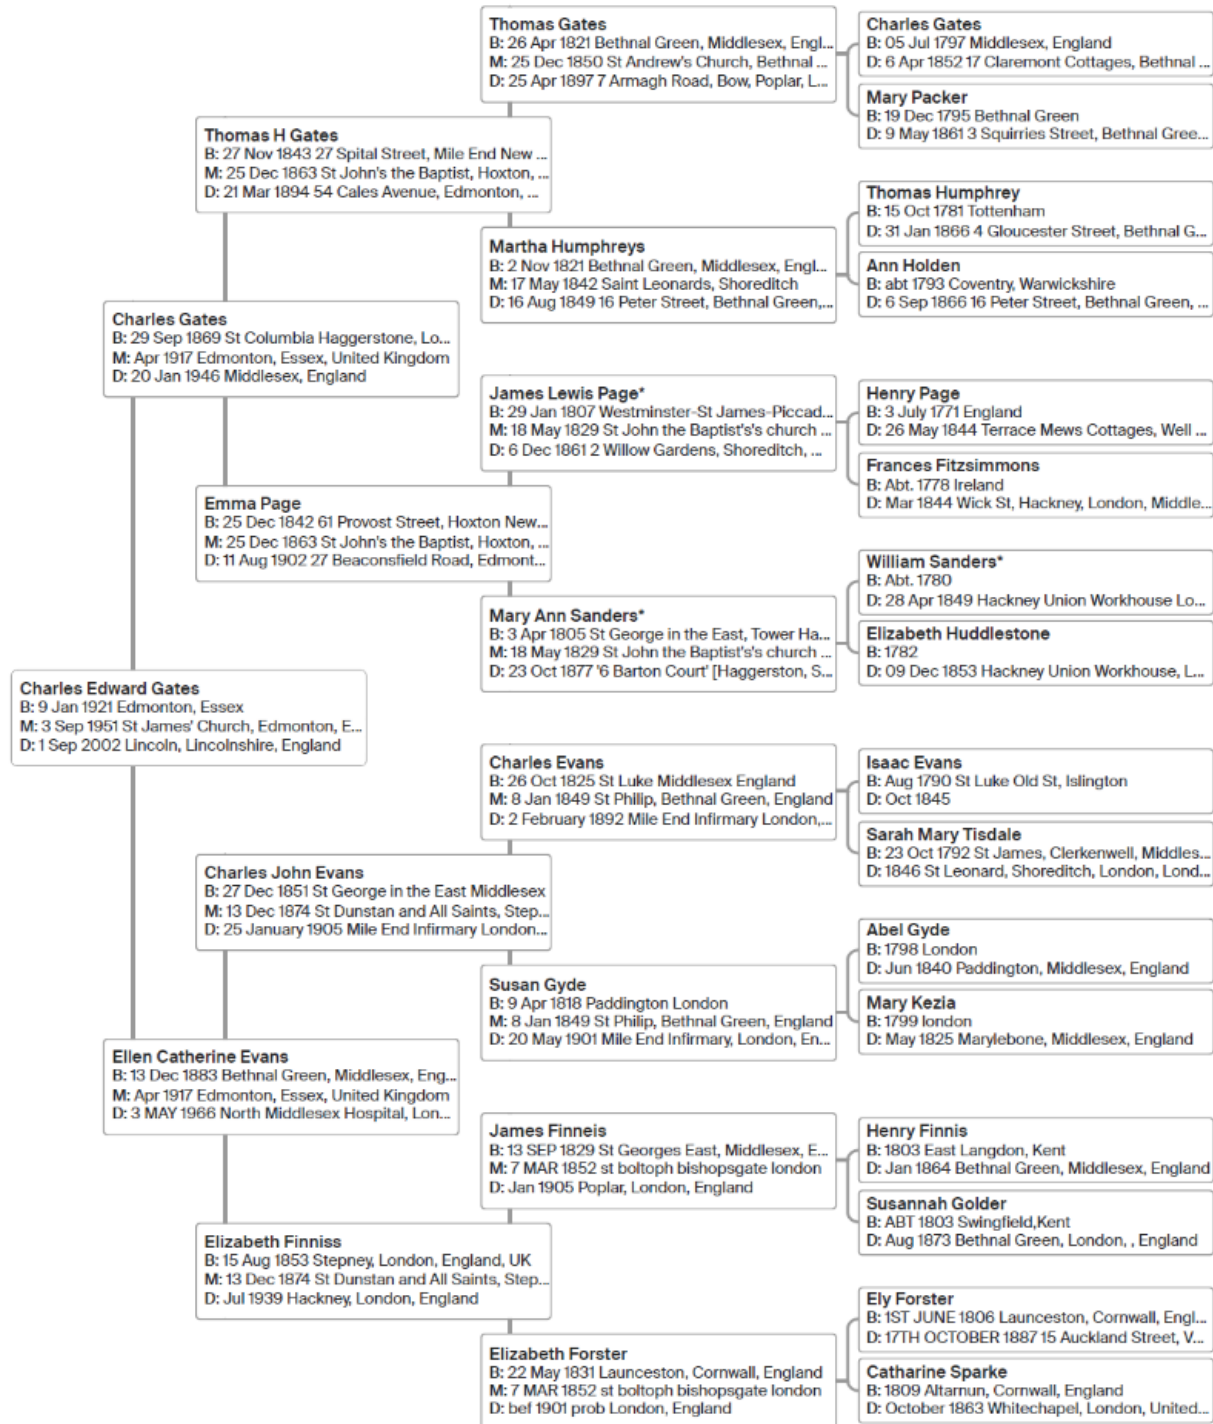 Thomas Gates
B: 26 Apr 1821 Bethnal Green, Middlesex, Engl...
M: 25 Dec 1850 St Andrew's Church, Bethnal ...
D: 25 Apr 1897 7 Armagh Road, Bow, Poplar, L...
Charles Gates
B: 05 Jul 1797 Middlesex, England
D: 6 Apr 1852 17 Claremont Cottages, Bethnal ...
Mary Packer
B: 19 Dec 1795 Bethnal Green
D: 9 May 1861 3 Squirries Street, Bethnal Gree...
Thomas H Gates
B: 27 Nov 1843 27 Spital Street, Mile End New ...
M: 25 Dec 1863 St John's the Baptist, Hoxton, ...
D: 21 Mar 1894 54 Cales Avenue, Edmonton, ...
Thomas Humphrey
B: 15 Oct 1781 Tottenham
D: 31 Jan 1866 4 Gloucester Street, Bethnal G...
Martha Humphreys
B: 2 Nov 1821 Bethnal Green, Middlesex, Engl...
M: 17 May 1842 Saint Leonards, Shoreditch
D: 16 Aug 1849 16 Peter Street, Bethnal Green,...
Ann Holden
B: abt 1793 Coventry, Warwickshire
D: 6 Sep 1866 16 Peter Street, Bethnal Green, ...
Charles Gates
B: 29 Sep 1869 St Columbia Haggerstone, Lo...
M: Apr 1917 Edmonton, Essex, United Kingdom
D: 20 Jan 1946 Middlesex, England
James Lewis Page*
B: 29 Jan 1807 Westminster-St James-Piccad...
M: 18 May 1829 St John the Baptist's's church ...
D: 6 Dec 1861 2 Willow Gardens, Shoreditch, ...
Henry Page
B: 3 July 1771 England
D: 26 May 1844 Terrace Mews Cottages, Well ...
Frances Fitzsimmons
B: Abt. 1778 Ireland
D: Mar 1844 Wick St, Hackney, London, Middle...
Emma Page
B: 25 Dec 1842 61 Provost Street, Hoxton New...
M: 25 Dec 1863 St John's the Baptist, Hoxton, ...
D: 11 Aug 1902 27 Beaconsfield Road, Edmont...
William Sanders*
B: Abt. 1780
D: 28 Apr 1849 Hackney Union Workhouse Lo...
Mary Ann Sanders*
B: 3 Apr 1805 St George in the East, Tower Ha...
M: 18 May 1829 St John the Baptist's's church ...
D: 23 Oct 1877 '6 Barton Court' [Haggerston, S...
Elizabeth Huddlestone
B: 1782
D: 09 Dec 1853 Hackney Union Workhouse, L...
Charles Edward Gates
B: 9 Jan 1921 Edmonton, Essex
M: 3 Sep 1951 St James' Church, Edmonton, E...
D: 1 Sep 2002 Lincoln, Lincolnshire, England
Charles Evans
B: 26 Oct 1825 St Luke Middlesex England
M: 8 Jan 1849 St Philip, Bethnal Green, England
D: 2 February 1892 Mile End Infirmary London,...
Isaac Evans
B: Aug 1790 St Luke Old St, Islington
D: Oct 1845
Sarah Mary Tisdale
B: 23 Oct 1792 St James, Clerkenwell, Middles...
D: 1846 St Leonard, Shoreditch, London, Lond...
Charles John Evans
B: 27 Dec 1851 St George in the East Middlesex
M: 13 Dec 1874 St Dunstan and All Saints, Step...
D: 25 January 1905 Mile End Infirmary London...
Abel Gyde
B: 1798 London
D: Jun 1840 Paddington, Middlesex, England
Susan Gyde
B: 9 Apr 1818 Paddington London
M: 8 Jan 1849 St Philip, Bethnal Green, England
D: 20 May 1901 Mile End Infirmary, London, En...
Mary Kezia
B: 1799 london
D: May 1825 Marylebone, Middlesex, England
Ellen Catherine Evans
B: 13 Dec 1883 Bethnal Green, Middlesex, Eng...
M: Apr 1917 Edmonton, Essex, United Kingdom
D: 3 MAY 1966 North Middlesex Hospital, Lon...
James Finneis
B: 13 SEP 1829 St Georges East, Middlesex, E...
M: 7 MAR 1852 st boltoph bishopsgate london
D: Jan 1905 Poplar, London, England
Henry Finnis
B: 1803 East Langdon, Kent
D: Jan 1864 Bethnal Green, Middlesex, England
Susannah Golder
B: ABT 1803 Swingfield,Kent
D: Aug 1873 Bethnal Green, London, , England
Elizabeth Finniss
B: 15 Aug 1853 Stepney, London, England, UK
M: 13 Dec 1874 St Dunstan and All Saints, Step...
D: Jul 1939 Hackney, London, England
Ely Forster
B: 1ST JUNE 1806 Launceston, Cornwall, Engl...
D: 17TH OCTOBER 1887 15 Auckland Street, V...
Elizabeth Forster
B: 22 May 1831 Launceston, Cornwall, England
M: 7 MAR 1852 st boltoph bishopsgate london
D: bef 1901 prob London, England
Catharine Sparke
B: 1809 Altarnun, Cornwall, England
D: October 1863 Whitechapel, London, United...